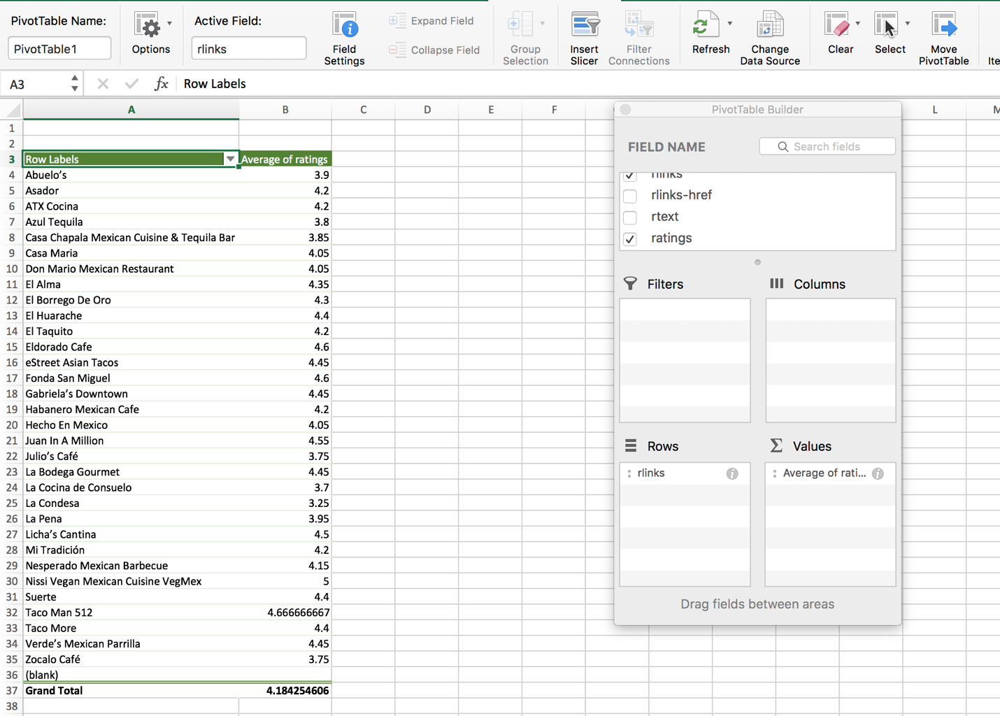 PivotTable Name:
PivotTable1
Options
Active Field:
rlinks
Field Settings
Expand Field
Collapse Field
Group Selection
Insert Slicer
Filter Connections
Refresh
Change Data Source
Clear
Select
Move PivotTable
A3
fx
Row Labels
A B C D E F L
1
2
3 Row Labels Average of ratings
4 Abuelo’s 3.9
5 Asador 4.2
6 ATX Cocina 4.2
7 Azul Tequila 3.8
8 Casa Chapala Mexican Cuisine & Tequila Bar 3.85
9 Casa Maria 4.05
10 Don Mario Mexican Restaurant 4.05
11 El Alma 4.35
12 El Borrego De Oro 4.3
13 El Huarache 4.4
14 El Taquito 4.2
15 Eldorado Cafe 4.6
16 eStreet Asian Tacos 4.45
17 Fonda San Miguel 4.6
18 Gabriela’s Downtown 4.45
19 Habanero Mexican Cafe 4.2
20 Hecho En Mexico 4.05
21 Juan In A Million 4.55
22 Julio’s Café 3.75
23 La Bodega Gourmet 4.45
24 La Cocina de Consuelo 3.7
25 La Condesa 3.25
26 La Pena 3.95
27 Licha’s Cantina 4.5
28 Mi Tradición 4.2
29 Nesperado Mexican Barbecue 4.15
30 Nissi Vegan Mexican Cuisine VegMex 5
31 Suerte 4.4
32 Taco Man 512 4.666666667
33 Taco More 4.4
34 Verde’s Mexican Parrilla 4.45
35 Zocalo Café 3.75
36 (blank)
37 Grand Total 4.184254606
38
PivotTable Builder
FIELD NAME
Search fields
rlinks
rlinks-href
rtext
ratings
Filters
Columns
Rows
Values
rlinks
Average of rati...
Drag fields between areas